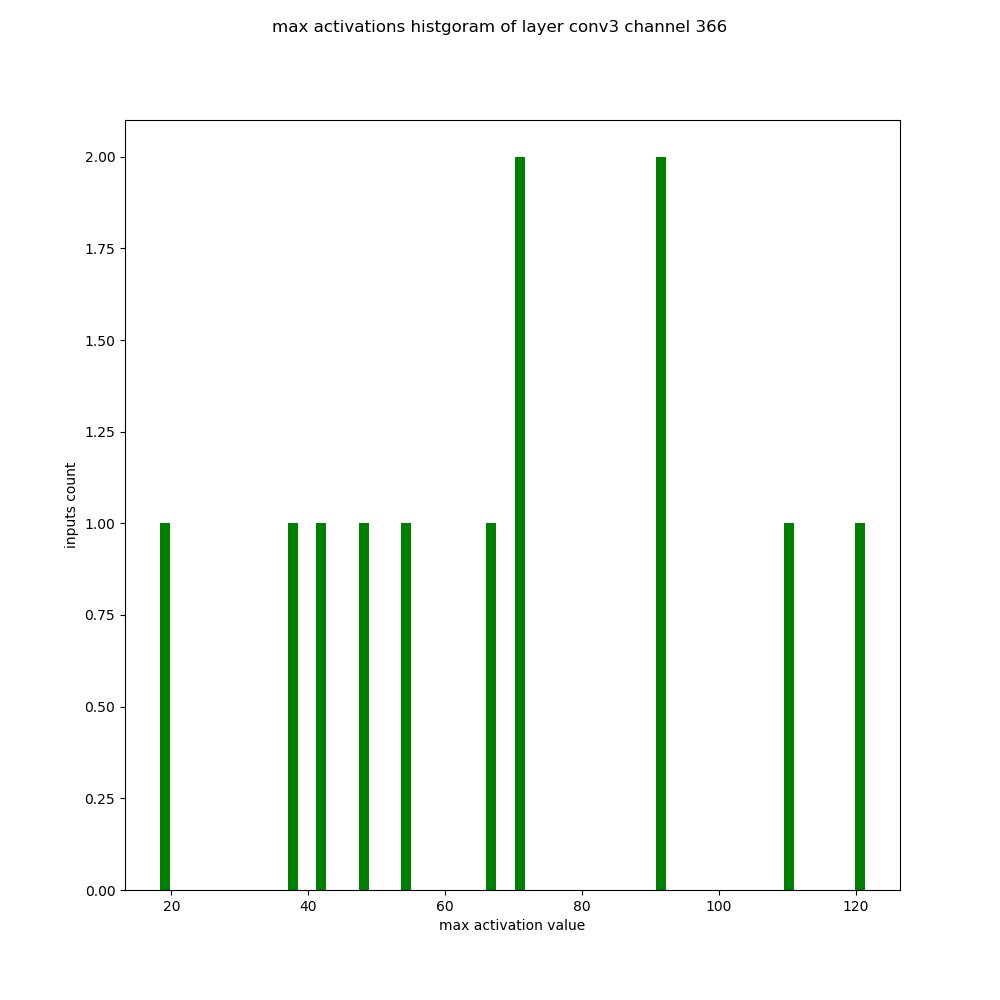 max activations histgoram of layer conv3 channel 366
2.00
1.75
1.50
1.25
1.00
0.75
0.50
0.25
0.00
inputs count
20 40 60 80 100 120
max activation value